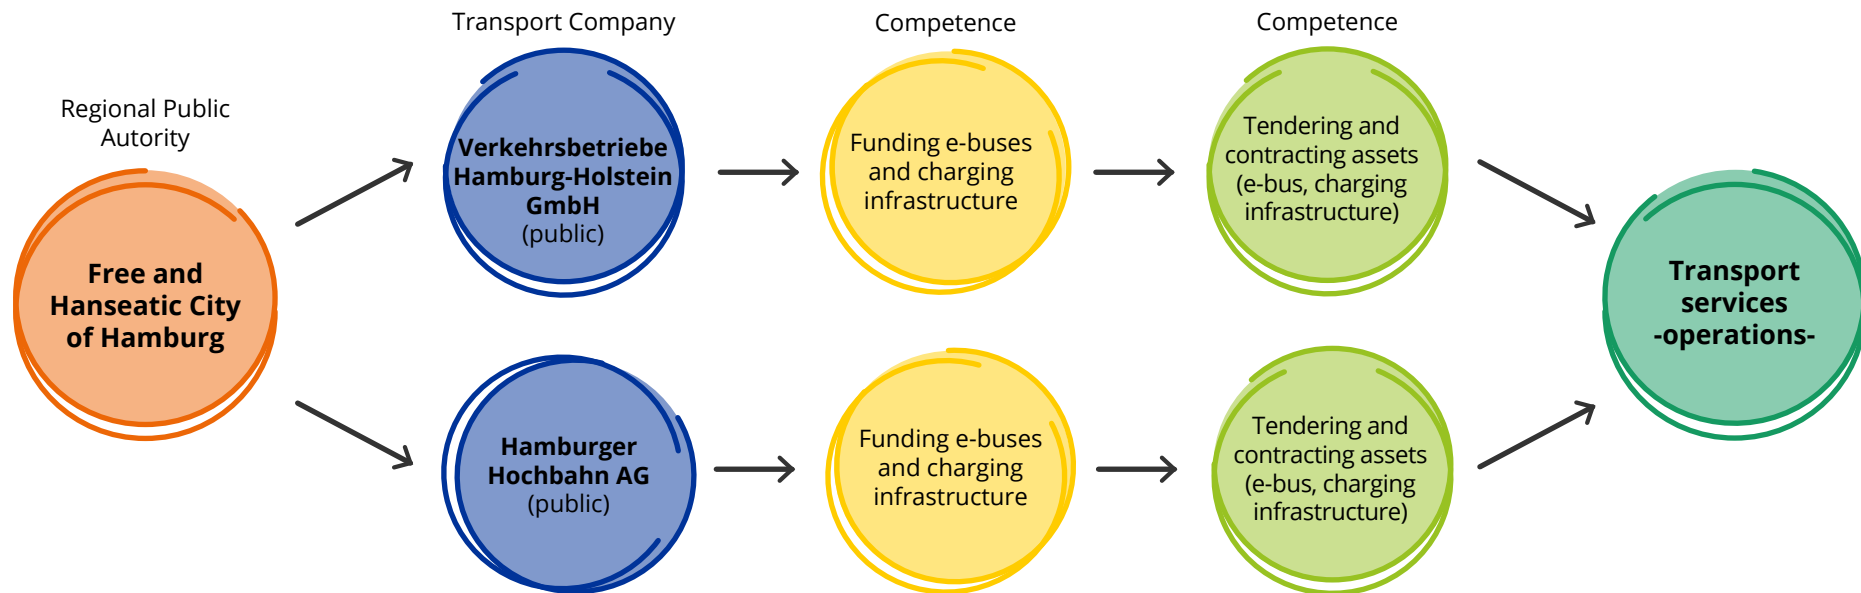 Regional Public
Autority
Free and
Hanseatic City
of Hamburg
Transport Company
Verkehrsbetriebe
Hamburg-Holstein
GmbH
(public)
Competence
Funding e-buses
and charging
infrastructure
Competence
Tendering and
contracting assets
(e-bus, charging
infrastructure)
Hamburger
Hochbahn AG
(public)
Funding e-buses
and charging
infrastructure
Tendering and
contracting assets
(e-bus, charging
infrastructure)
Transport
services
-operations-